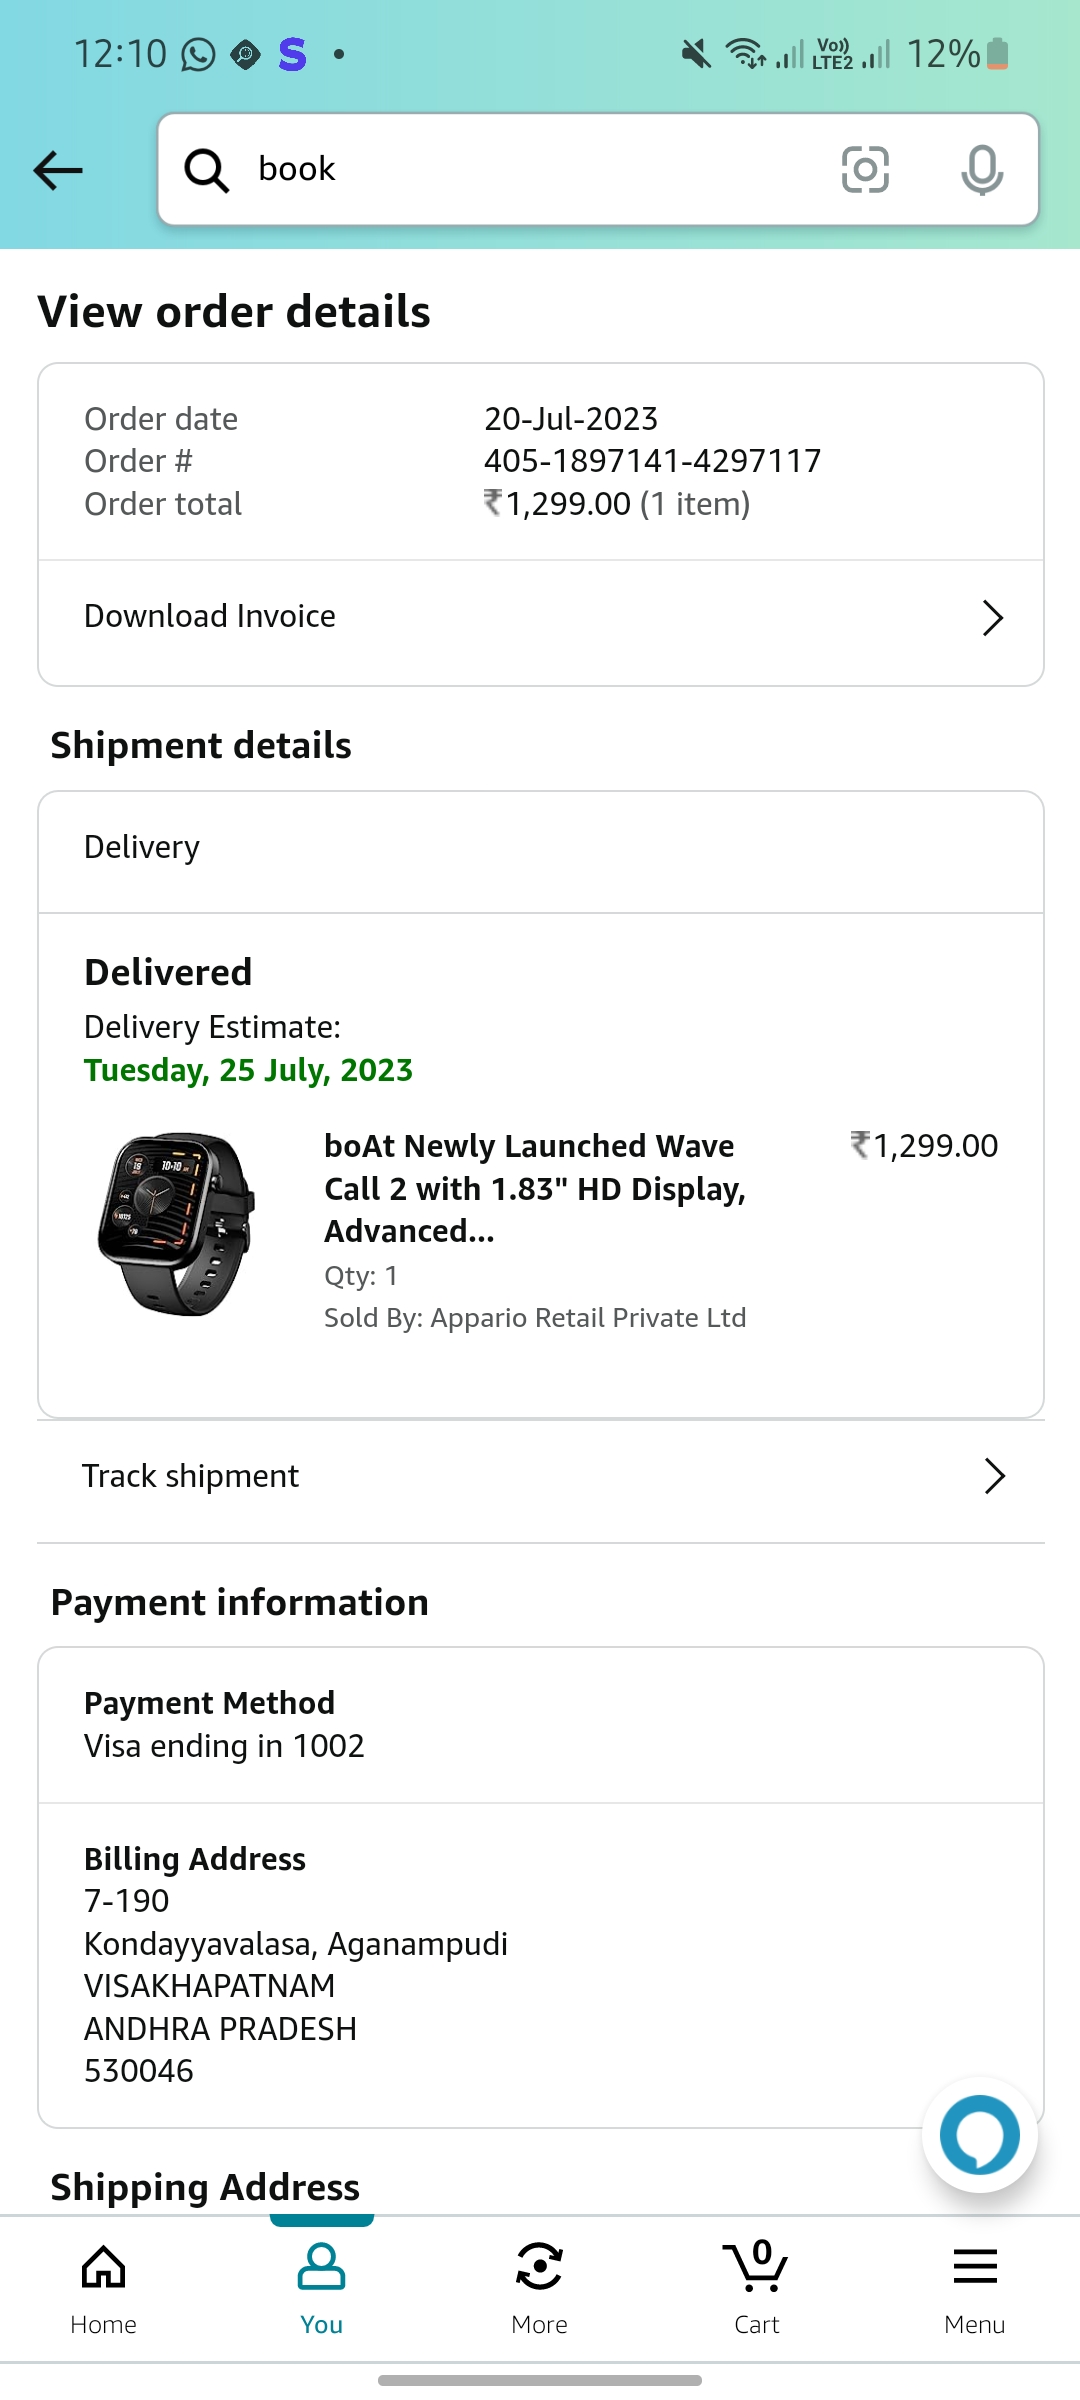 12:10 S • Vo)) LTE2 12%
book
View order details
Order date 20-Jul-2023
Order # 405-1897141-4297117
Order total ₹1,299.00 (1 item)
Download Invoice
Shipment details
Delivery
Delivered
Delivery Estimate:
Tuesday, 25 July, 2023
boAt Newly Launched Wave ₹1,299.00
Call 2 with 1.83" HD Display,
Advanced...
Qty: 1
Sold By: Appario Retail Private Ltd
10:10
Track shipment
Payment information
Payment Method
Visa ending in 1002
Billing Address
7-190
Kondayyavalasa, Aganampudi
VISAKHAPATNAM
ANDHRA PRADESH
530046
Shipping Address
0
Home You More Cart Menu